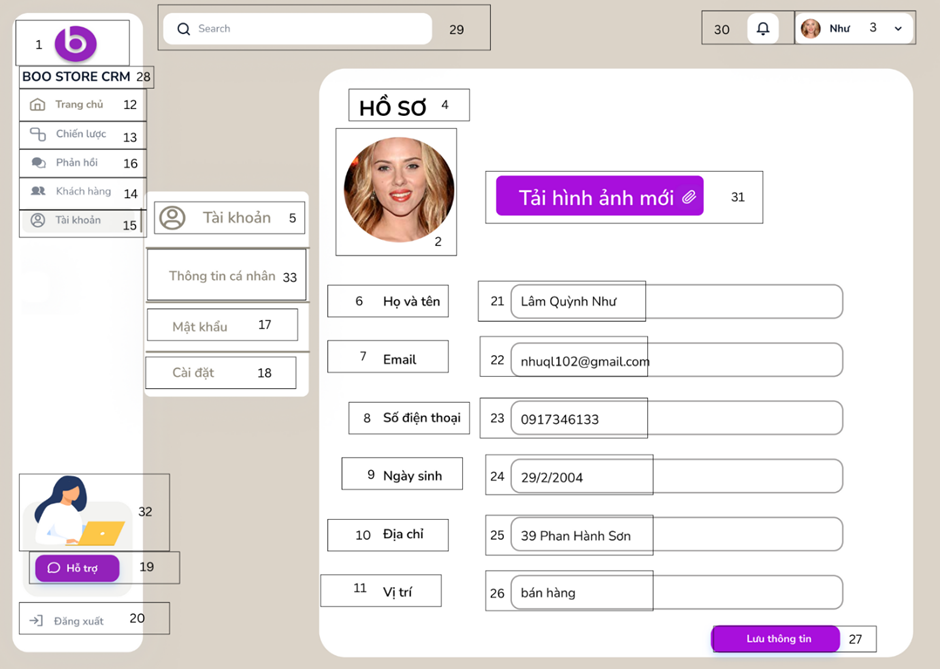 1
b
BOO STORE CRM 28
Trang chủ 12
Chiến lược 13
Phản hồi 16
Khách hàng 14
Tài khoản 15
Search 29
30
Như 3
HỒ SƠ 4
2
Tải hình ảnh mới 31
Tài khoản 5
Thông tin cá nhân 33
Mật khẩu 17
Cài đặt 18
6 Họ và tên 21 Lâm Quỳnh Như
7 Email 22 nhuql102@gmail.com
8 Số điện thoại 23 0917346133
9 Ngày sinh 24 29/2/2004
10 Địa chỉ 25 39 Phan Hành Sơn
11 Vị trí 26 bán hàng
Lưu thông tin 27
32
Hỗ trợ 19
Đăng xuất 20